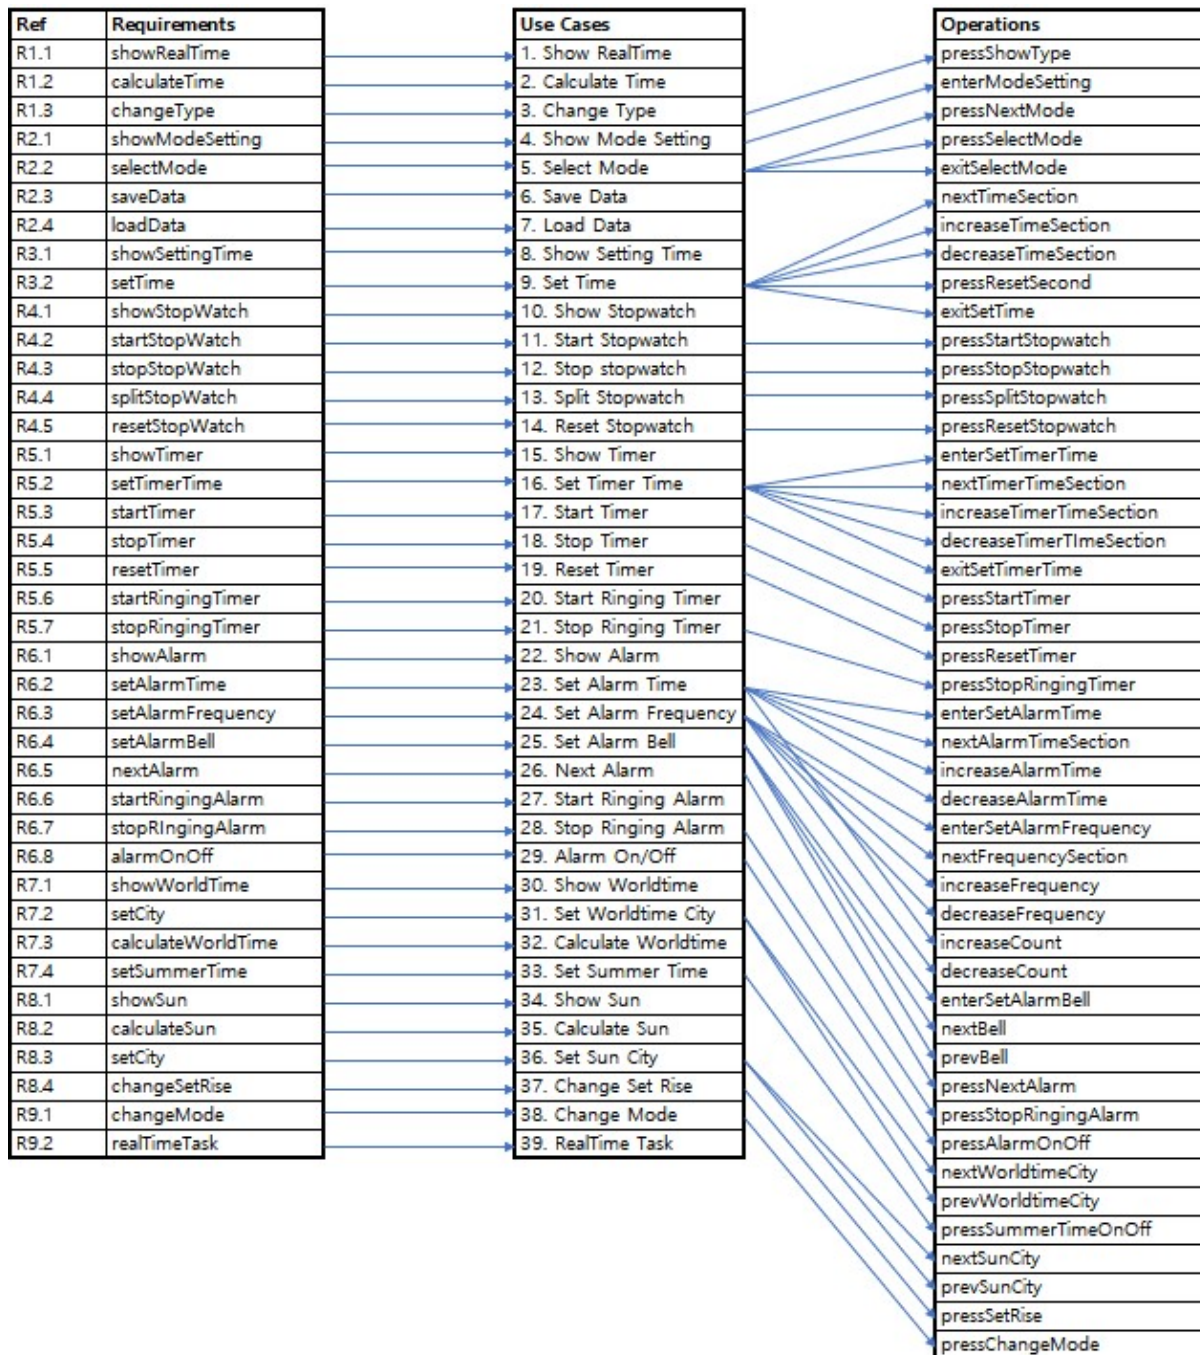 Ref Requirements
R1.1 showRealTime
R1.2 calculateTime
R1.3 changeType
R2.1 showModeSetting
R2.2 selectMode
R2.3 saveData
R2.4 loadData
R3.1 showSettingTime
R3.2 setTime
R4.1 showStopWatch
R4.2 startStopWatch
R4.3 stopStopWatch
R4.4 splitStopWatch
R4.5 resetStopWatch
R5.1 showTimer
R5.2 setTimerTime
R5.3 startTimer
R5.4 stopTimer
R5.5 resetTimer
R5.6 startRingingTimer
R5.7 stopRingingTimer
R6.1 showAlarm
R6.2 setAlarmTime
R6.3 setAlarmFrequency
R6.4 setAlarmBell
R6.5 nextAlarm
R6.6 startRingingAlarm
R6.7 stopRIngingAlarm
R6.8 alarmOnOff
R7.1 showWorldTime
R7.2 setCity
R7.3 calculateWorldTime
R7.4 setSummerTime
R8.1 showSun
R8.2 calculateSun
R8.3 setCity
R8.4 changeSetRise
R9.1 changeMode
R9.2 realTimeTask
Use Cases
1. Show RealTime
2. Calculate Time
3. Change Type
4. Show Mode Setting
5. Select Mode
6. Save Data
7. Load Data
8. Show Setting Time
9. Set Time
10. Show Stopwatch
11. Start Stopwatch
12. Stop stopwatch
13. Split Stopwatch
14. Reset Stopwatch
15. Show Timer
16. Set Timer Time
17. Start Timer
18. Stop Timer
19. Reset Timer
20. Start Ringing Timer
21. Stop Ringing Timer
22. Show Alarm
23. Set Alarm Time
24. Set Alarm Frequency
25. Set Alarm Bell
26. Next Alarm
27. Start Ringing Alarm
28. Stop Ringing Alarm
29. Alarm On/Off
30. Show Worldtime
31. Set Worldtime City
32. Calculate Worldtime
33. Set Summer Time
34. Show Sun
35. Calculate Sun
36. Set Sun City
37. Change Set Rise
38. Change Mode
39. RealTime Task
Operations
pressShowType
enterModeSetting
pressNextMode
pressSelectMode
exitSelectMode
nextTimeSection
increaseTimeSection
decreaseTimeSection
pressResetSecond
exitSetTime
pressStartStopwatch
pressStopStopwatch
pressSplitStopwatch
pressResetStopwatch
enterSetTimerTime
nextTimerTimeSection
increaseTimerTimeSection
decreaseTimerTImeSection
exitSetTimerTime
pressStartTimer
pressStopTimer
pressResetTimer
pressStopRingingTimer
enterSetAlarmTime
nextAlarmTimeSection
increaseAlarmTime
decreaseAlarmTime
enterSetAlarmFrequency
nextFrequencySection
increaseFrequency
decreaseFrequency
increaseCount
decreaseCount
enterSetAlarmBell
nextBell
prevBell
pressNextAlarm
pressStopRingingAlarm
pressAlarmOnOff
nextWorldtimeCity
prevWorldtimeCity
pressSummerTimeOnOff
nextSunCity
prevSunCity
pressSetRise
pressChangeMode